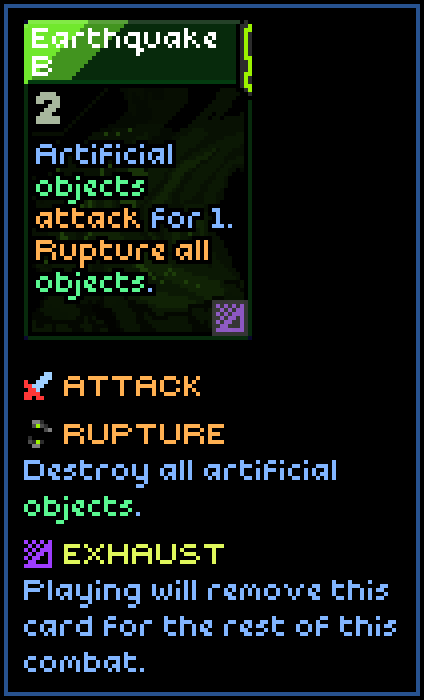 Earthquake
B
2
Artificial
objects
attack for 1.
Rupture all
objects.
ATTACK
RUPTURE
Destroy all artificial
objects.
EXHAUST
Playing will remove this
card for the rest of this
combat.